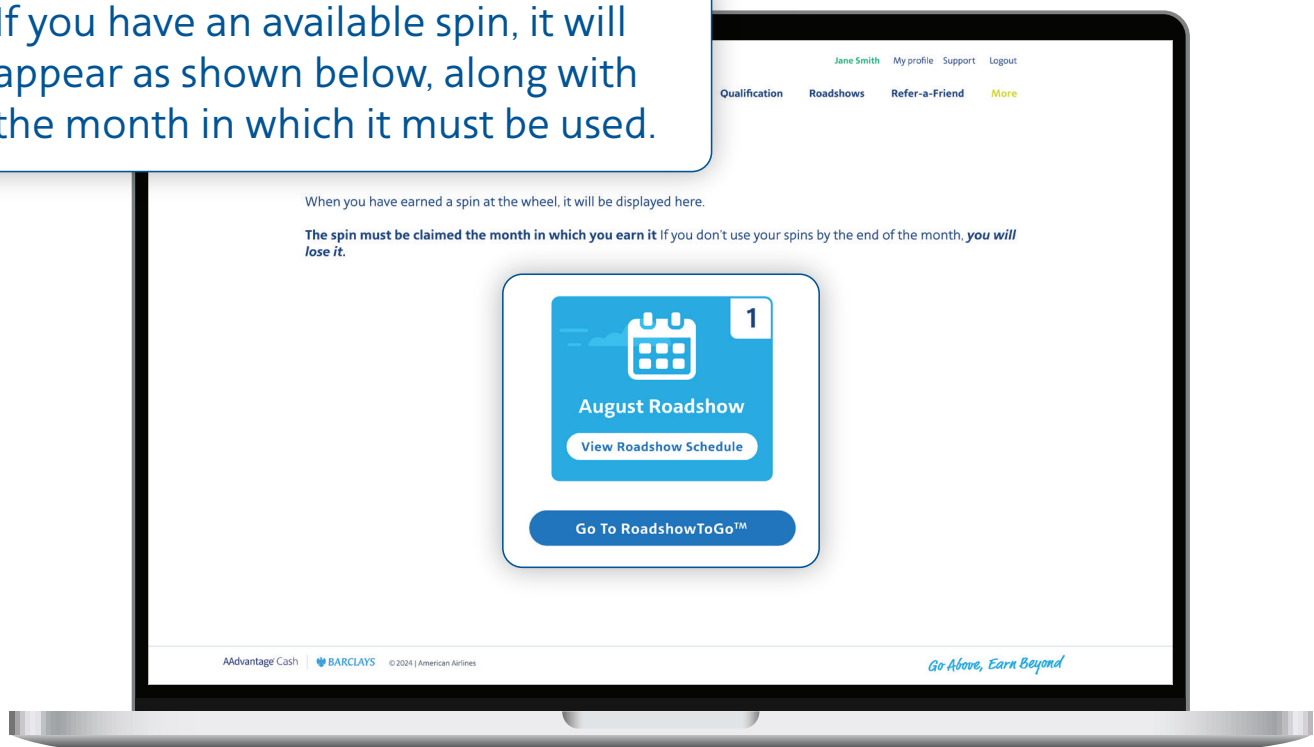 If you have an available spin, it will
appear as shown below, along with
the month in which it must be used.
Jane Smith My profile Support Logout
Qualification Roadshows Refer-a-Friend More
When you have earned a spin at the wheel, it will be displayed here.
The spin must be claimed the month in which you earn it If you don't use your spins by the end of the month, you will
lose it.
1
August Roadshow
View Roadshow Schedule
Go To RoadshowToGo™
AAdvantage® Cash BARCLAYS © 2024 | American Airlines
Go Above, Earn Beyond